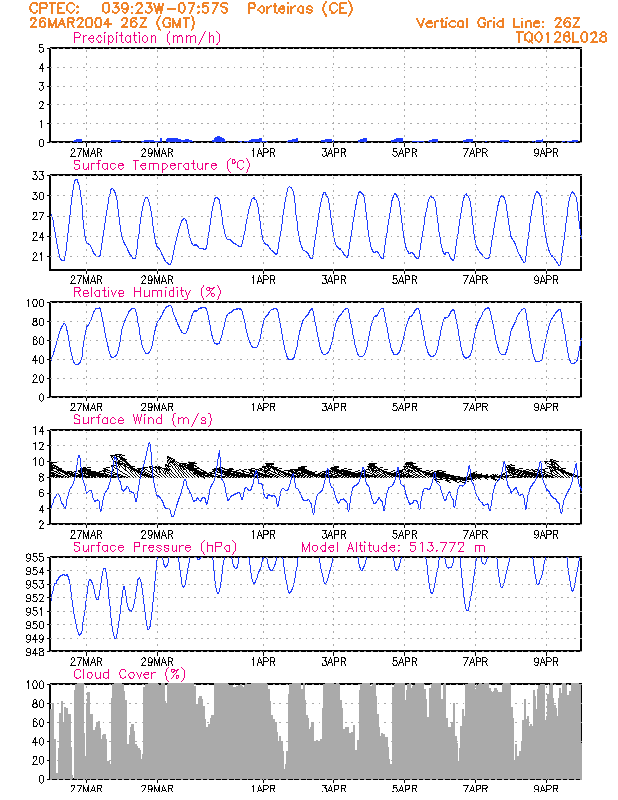 CPTEC: 039:23W-07:57S Porteiras (CE)
26MAR2004 26Z (GMT) Vertical Grid Line: 26Z
Precipitation (mm/h) TQ0126L028
5
4
3
2
1
0
27MAR 29MAR 1APR 3APR 5APR 7APR 9APR
Surface Temperature (ºC)
33
30
27
24
21
27MAR 29MAR 1APR 3APR 5APR 7APR 9APR
Relative Humidity (%)
100
80
60
40
20
0
27MAR 29MAR 1APR 3APR 5APR 7APR 9APR
Surface Wind (m/s)
14
12
10
8
6
4
2
27MAR 29MAR 1APR 3APR 5APR 7APR 9APR
Surface Pressure (hPa) Model Altitude: 513.772 m
955
954
953
952
951
950
949
948
27MAR 29MAR 1APR 3APR 5APR 7APR 9APR
Cloud Cover (%)
100
80
60
40
20
0
27MAR 29MAR 1APR 3APR 5APR 7APR 9APR